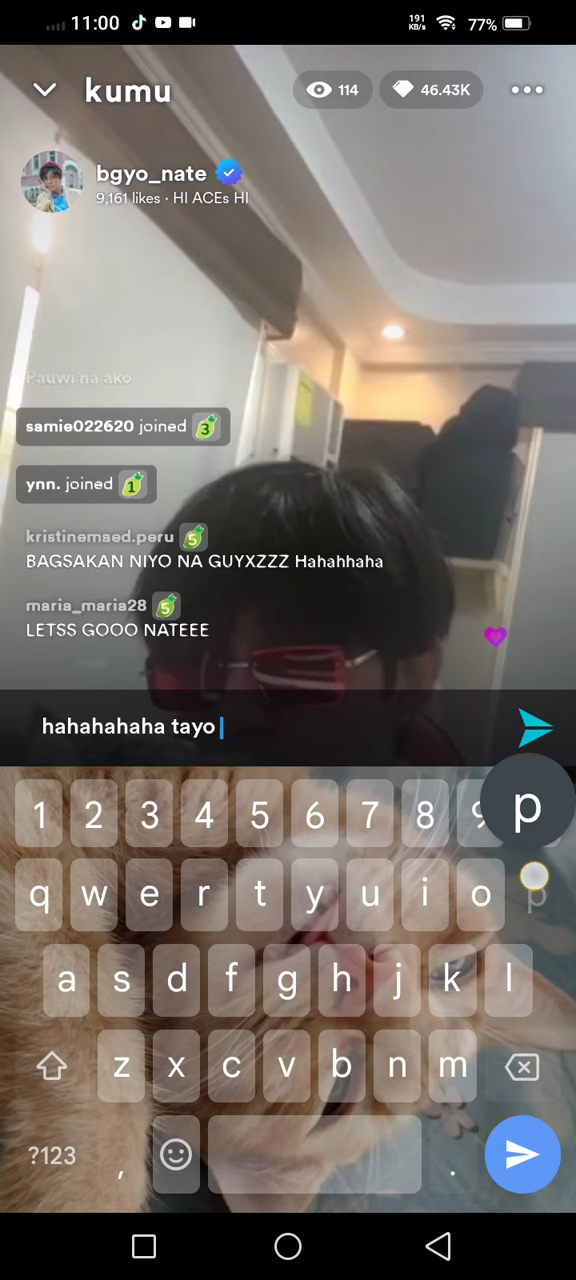 11:00
191
KB/s
77%
kumu
114
46.43K
bgyo_nate
9,161 likes · HI ACEs HI
Pauwi na ako
samie022620 joined 3
ynn. joined 1
kristinemaed.peru 5
BAGSAKAN NIYO NA GUYXZZZ Hahahhaha
maria_maria28 5
LETSS GOOO NATEEE
hahahahaha tayo
p
1 2 3 4 5 6 7 8 9
q w e r t y u i o p
a s d f g h j k l
z x c v b n m
?123 , .